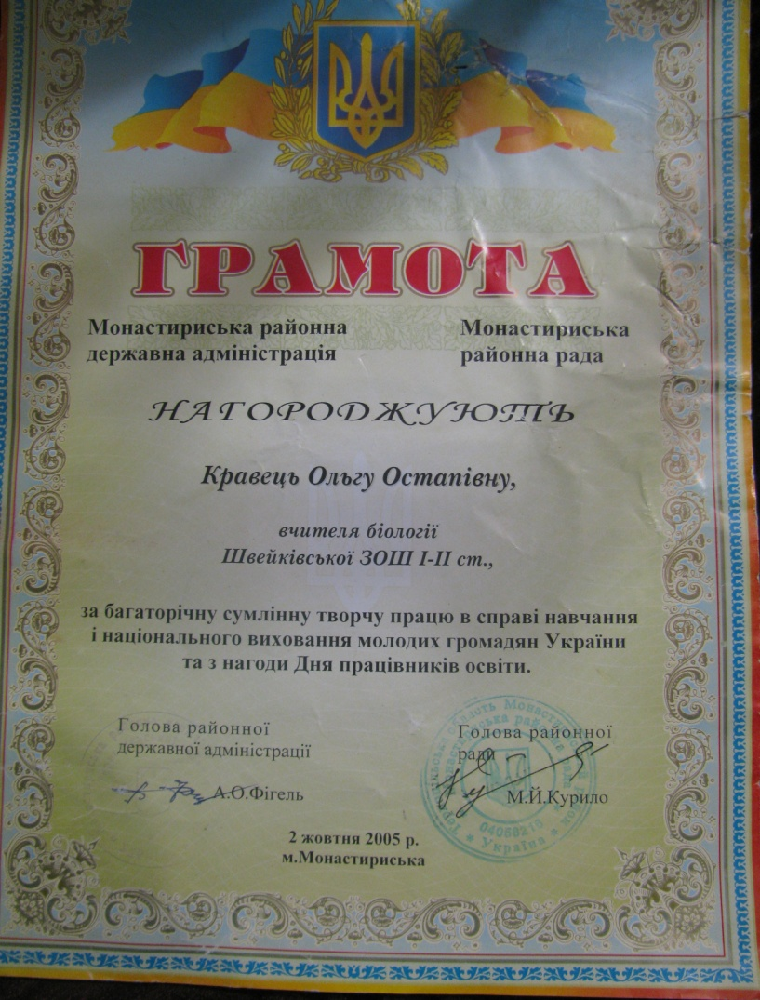 ГРАМОТА
Монастириська районна
державна адміністрація
Монастириська
районна рада
НАГОРОДЖУЮТЬ
Кравець Ольгу Остапівну,
вчителя біології
Швейківської ЗОШ І-ІІ ст.,
за багаторічну сумлінну творчу працю в справі навчання
і національного виховання молодих громадян України
та з нагоди Дня працівників освіти.
Голова районної
державної адміністрації
А.О.Фігель
Голова районної
ради
М.Й.Курило
2 жовтня 2005 р.
м.Монастириська
Україна